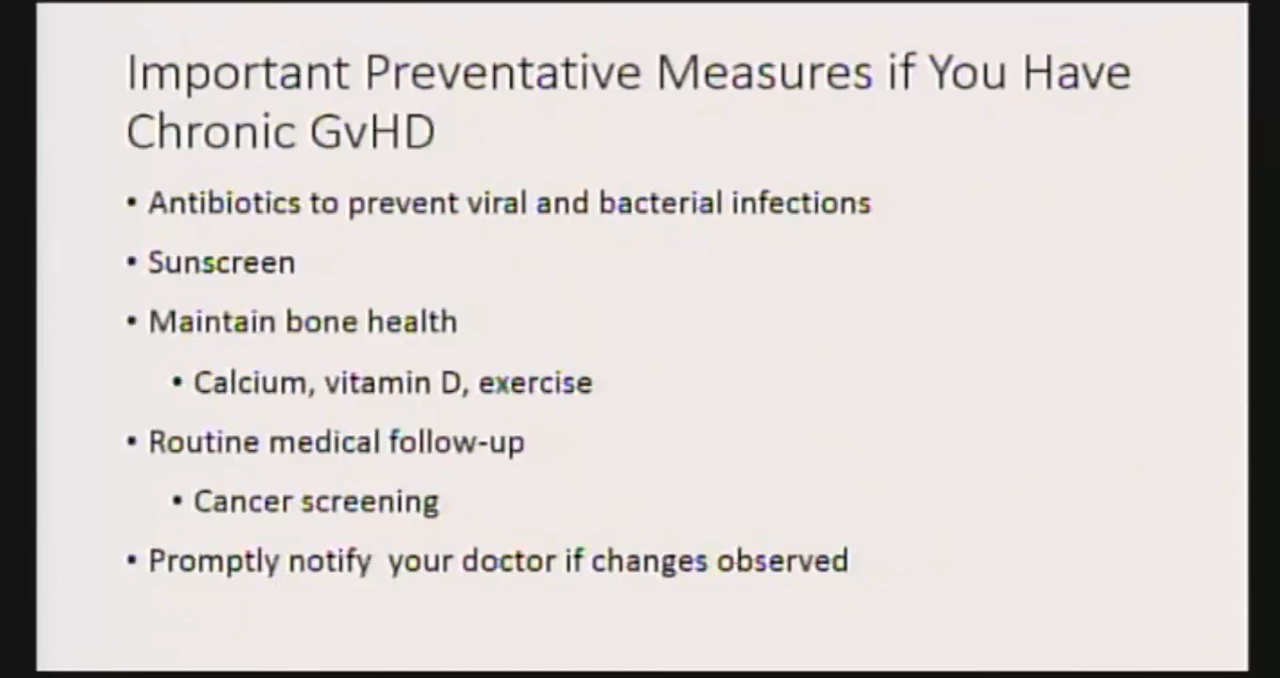 Important Preventative Measures if You Have
Chronic GvHD
• Antibiotics to prevent viral and bacterial infections
• Sunscreen
• Maintain bone health
• Calcium, vitamin D, exercise
• Routine medical follow-up
• Cancer screening
• Promptly notify your doctor if changes observed